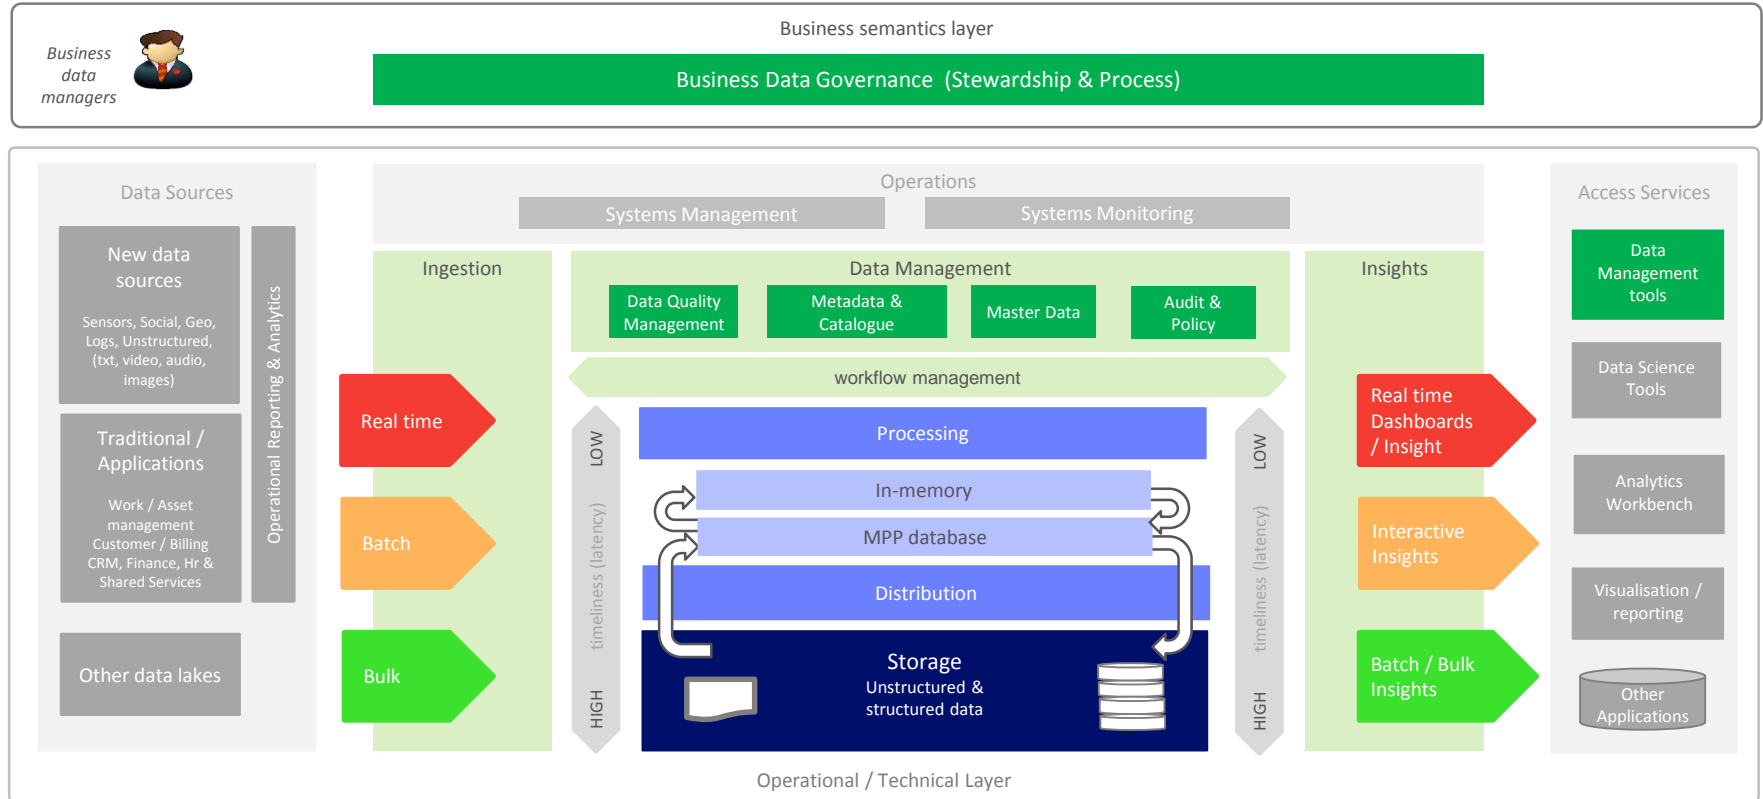 Business semantics layer
Business
data
managers
Business Data Governance  (Stewardship & Process)
Data Sources
New data
sources
Sensors, Social, Geo,
Logs, Unstructured,
(txt, video, audio,
images)
Traditional /
Applications
Work / Asset
management
Customer / Billing
CRM, Finance, Hr &
Shared Services
Other data lakes
Operational Reporting & Analytics
Operations
Systems Management
Systems Monitoring
Ingestion
Real time
Batch
Bulk
Data Management
Data Quality
Management
Metadata &
Catalogue
Master Data
Audit &
Policy
workflow management
LOW
timeliness (latency)
HIGH
Processing
In-memory
MPP database
Distribution
Storage
Unstructured &
structured data
LOW
timeliness (latency)
HIGH
Insights
Real time
Dashboards
/ Insight
Interactive
Insights
Batch / Bulk
Insights
Access Services
Data
Management
tools
Data Science
Tools
Analytics
Workbench
Visualisation /
reporting
Other
Applications
Operational / Technical Layer